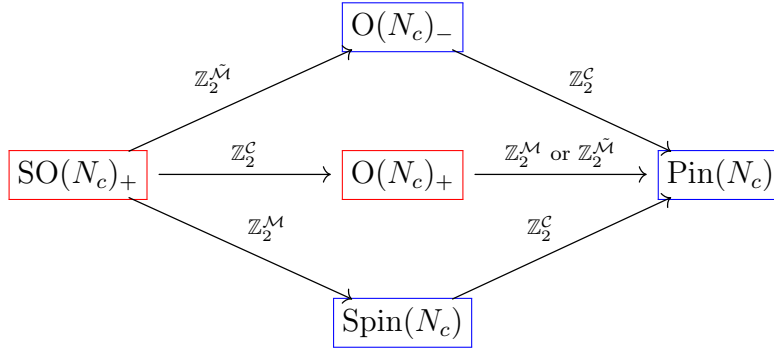 O(N_c)_−
ℤ_2^{\tilde{ℳ}}
ℤ_2^𝒞
SO(N_c)_+
ℤ_2^𝒞
O(N_c)_+
ℤ_2^ℳ or ℤ_2^{\tilde{ℳ}}
Pin(N_c)
ℤ_2^ℳ
ℤ_2^𝒞
Spin(N_c)